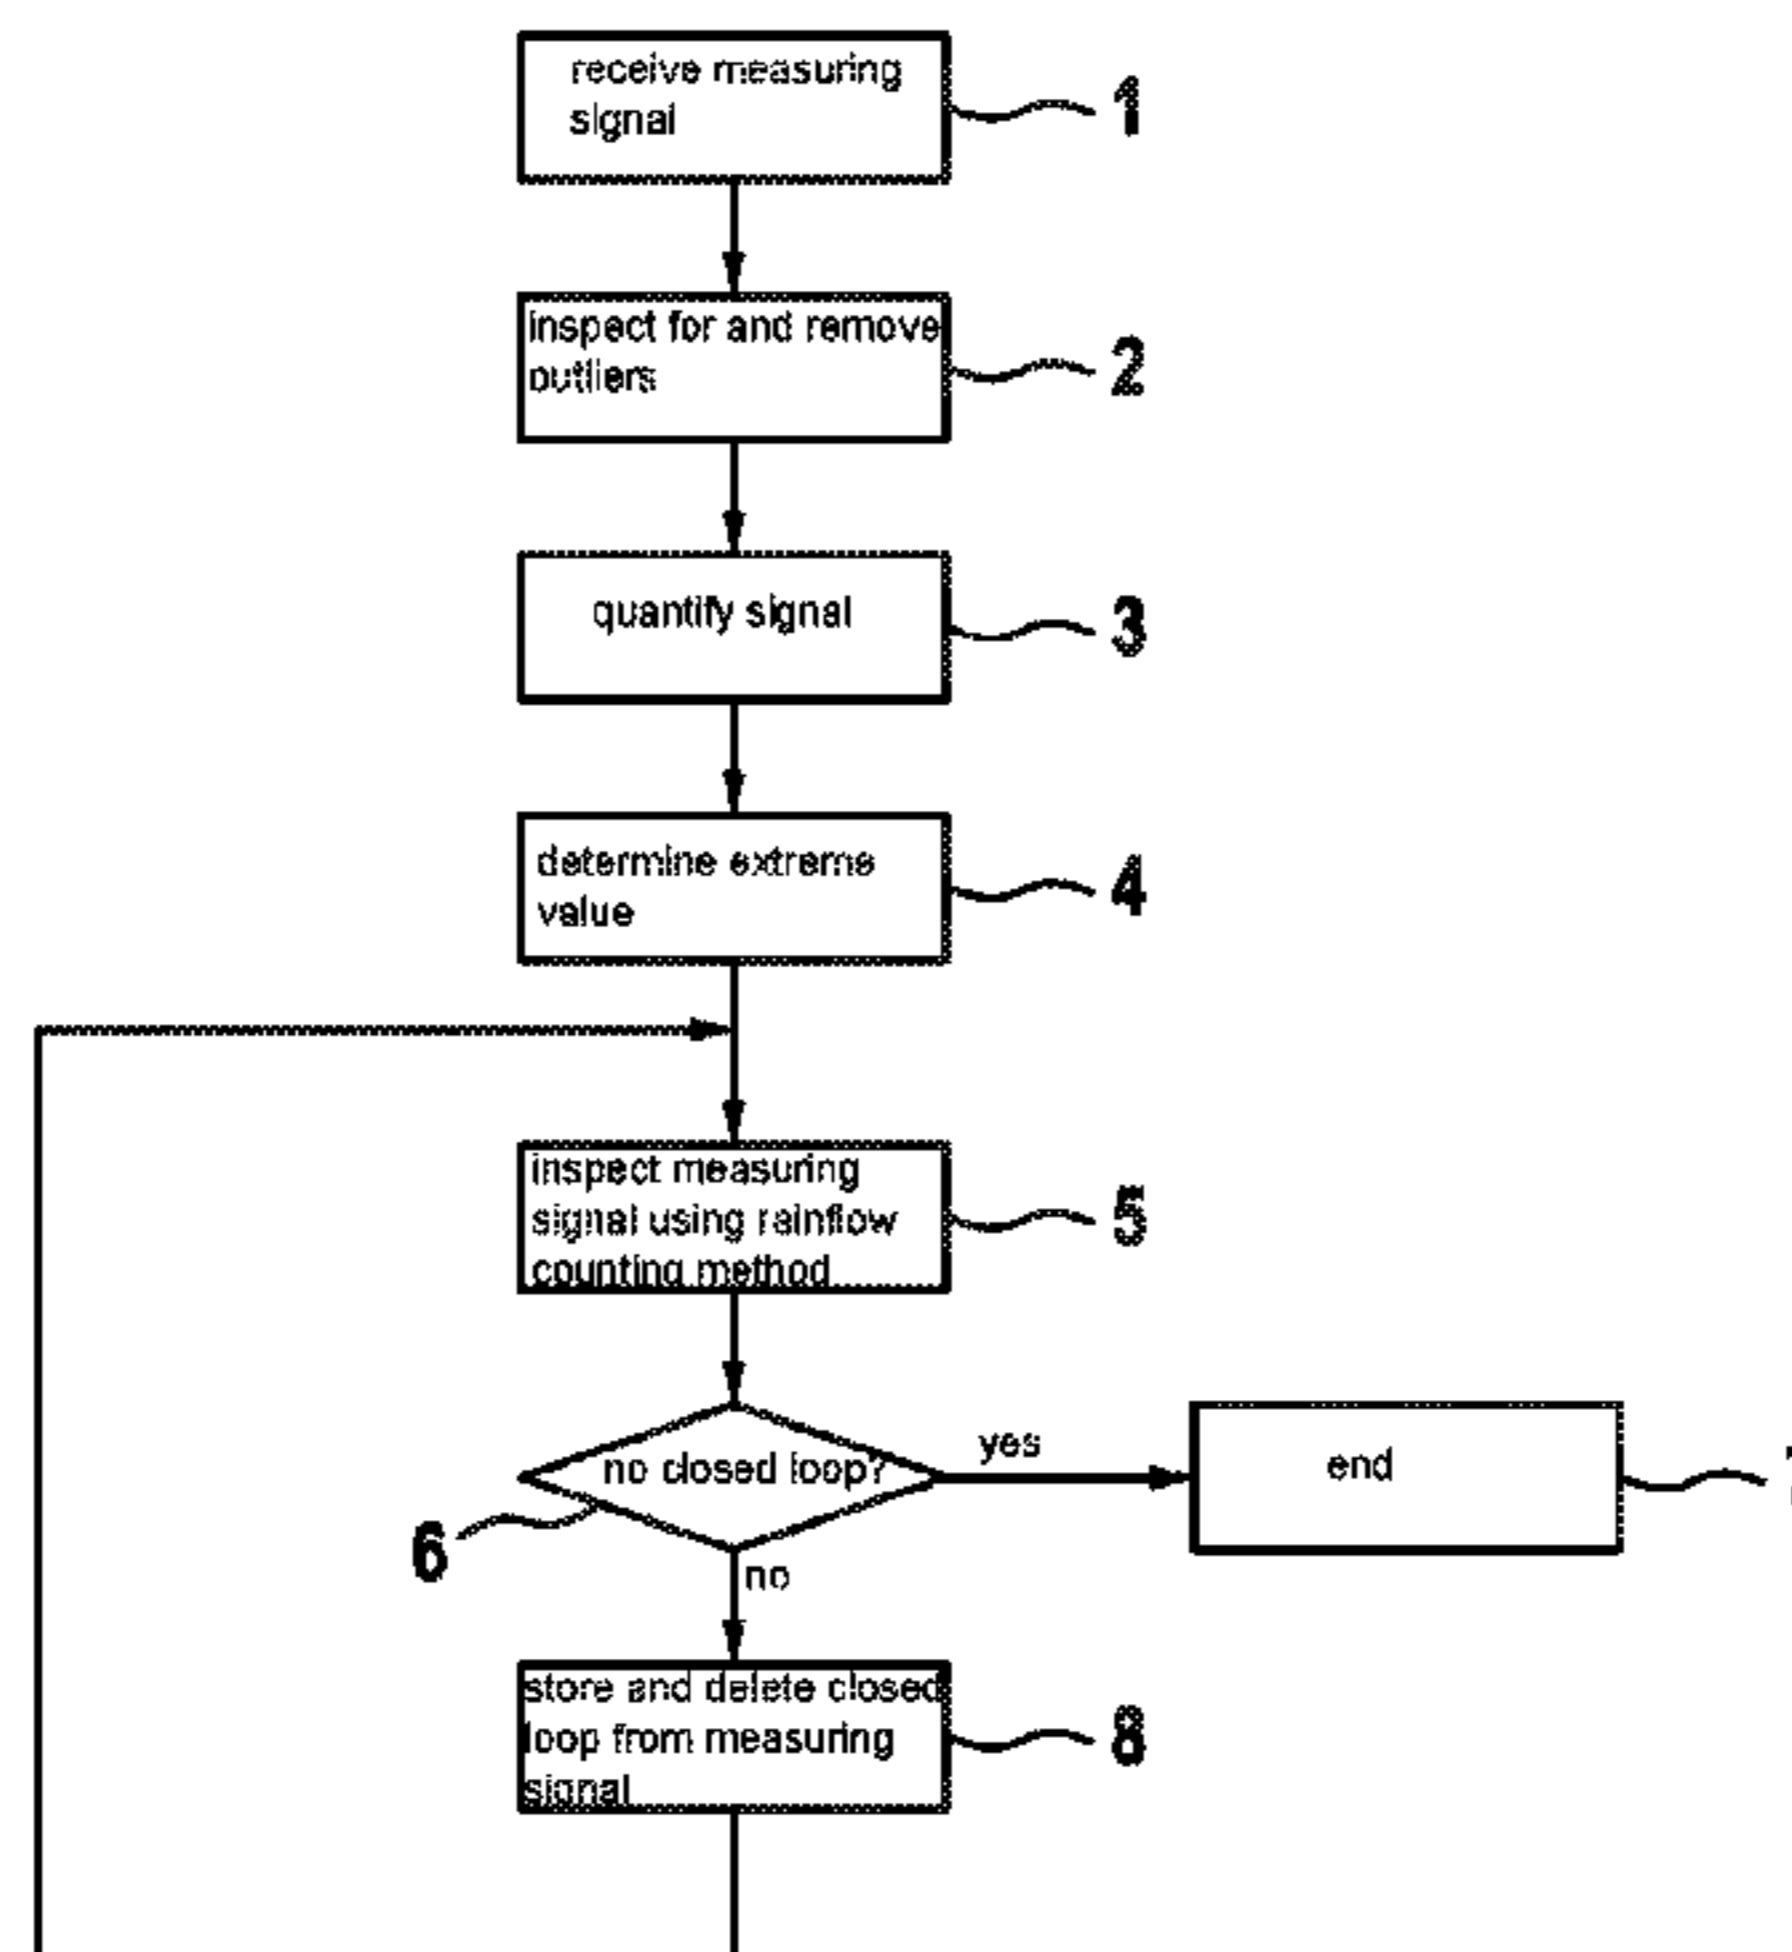 receive measuring
signal
1
inspect for and remove
outliers
2
quantify signal
3
determine extreme
value
4
inspect measuring
signal using rainflow
counting method
5
no closed loop?
yes
end
6
no
store and delete closed
loop from measuring
signal
8